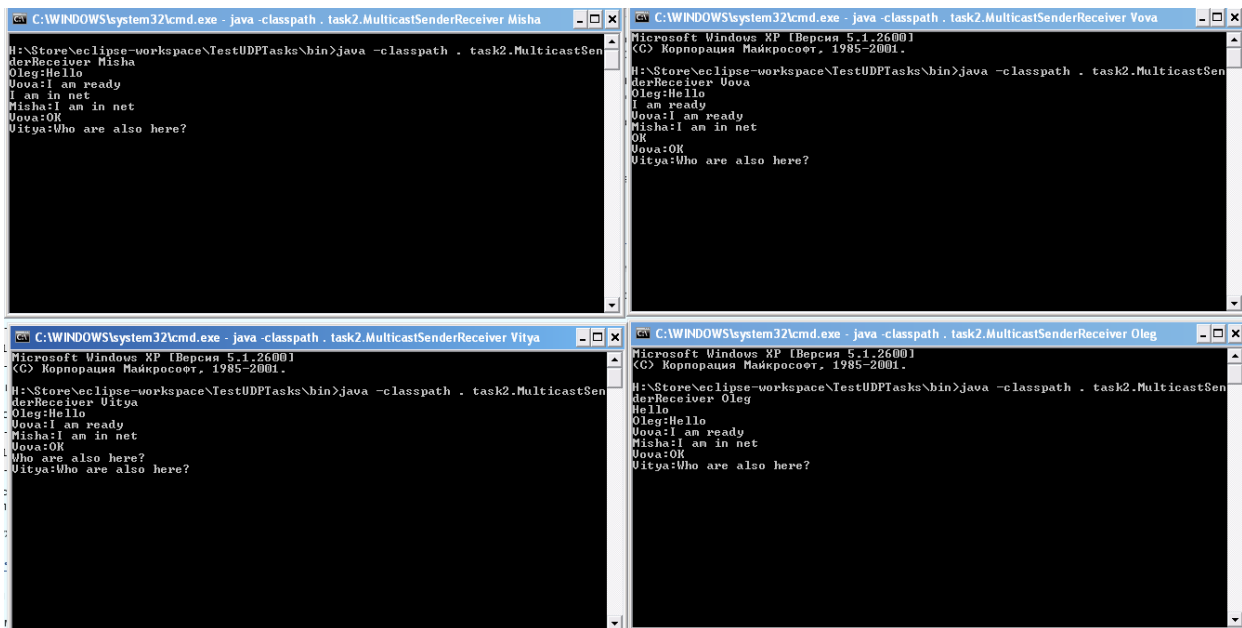 C:\WINDOWS\system32\cmd.exe - java -classpath . task2.MulticastSenderReceiver Misha
H:\Store\eclipse-workspace\TestUDPTasks\bin>java -classpath . task2.MulticastSen
derReceiver Misha
Oleg:Hello
Vova:I am ready
I am in net
Misha:I am in net
Vova:OK
Vitya:Who are also here?
C:\WINDOWS\system32\cmd.exe - java -classpath . task2.MulticastSenderReceiver Vova
Microsoft Windows XP [Версия 5.1.2600]
(С) Корпорация Майкрософт, 1985-2001.
H:\Store\eclipse-workspace\TestUDPTasks\bin>java -classpath . task2.MulticastSen
derReceiver Vova
Oleg:Hello
I am ready
Vova:I am ready
Misha:I am in net
OK
Vova:OK
Vitya:Who are also here?
C:\WINDOWS\system32\cmd.exe - java -classpath . task2.MulticastSenderReceiver Vitya
Microsoft Windows XP [Версия 5.1.2600]
(С) Корпорация Майкрософт, 1985-2001.
H:\Store\eclipse-workspace\TestUDPTasks\bin>java -classpath . task2.MulticastSen
derReceiver Vitya
Oleg:Hello
Vova:I am ready
Misha:I am in net
Vova:OK
Who are also here?
Vitya:Who are also here?
C:\WINDOWS\system32\cmd.exe - java -classpath . task2.MulticastSenderReceiver Oleg
Microsoft Windows XP [Версия 5.1.2600]
(С) Корпорация Майкрософт, 1985-2001.
H:\Store\eclipse-workspace\TestUDPTasks\bin>java -classpath . task2.MulticastSen
derReceiver Oleg
Hello
Oleg:Hello
Vova:I am ready
Misha:I am in net
Vova:OK
Vitya:Who are also here?